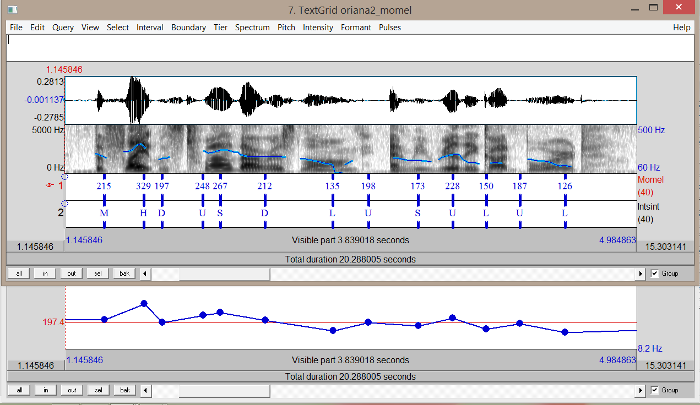 7. TextGrid oriana2_momel
File Edit Query View Select Interval Boundary Tier Spectrum Pitch Intensity Formant Pulses Help
1.145846
0.2813
0.001137
-0.2785
5000 Hz 500 Hz
0 Hz 60 Hz
1 215 329 197 248 267 212 135 198 173 228 150 187 126 Momel (40)
2 M H D U S D L U S U L U L Intsint (40)
1.145846 4.984863
1.145846 Visible part 3.839018 seconds 15.303141
Total duration 20.288005 seconds
all in out sel bak Group
197.4
8.2 Hz
1.145846 4.984863
1.145846 Visible part 3.839018 seconds 15.303141
Total duration 20.288005 seconds
all in out sel bak Group